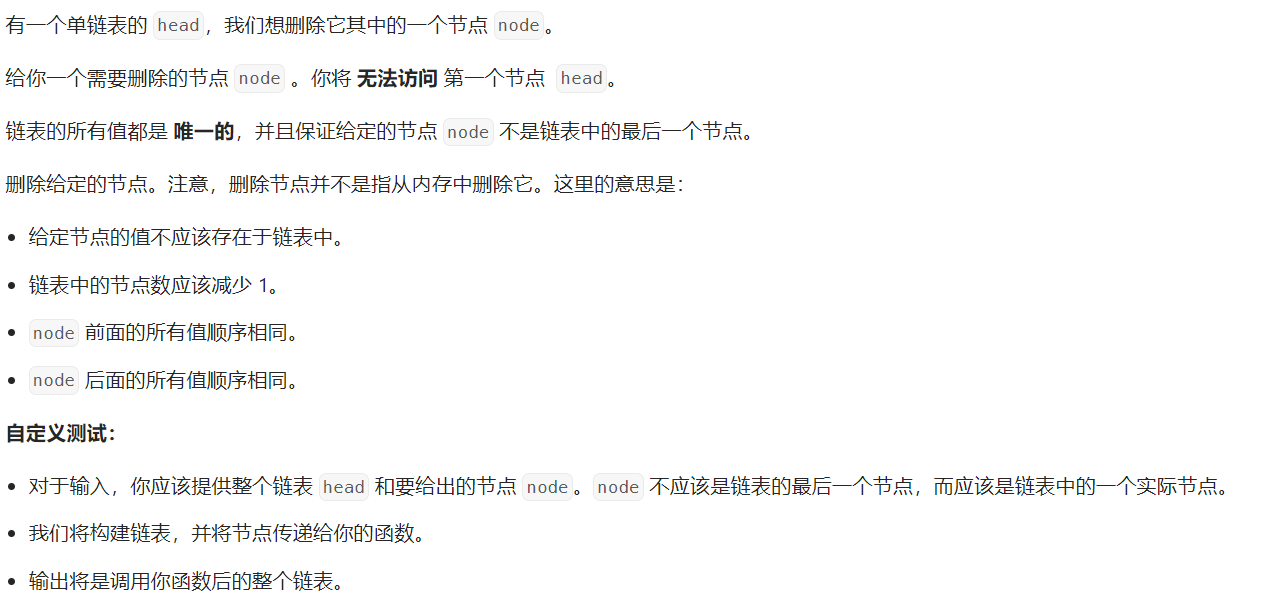 有一个单链表的 head，我们想删除它其中的一个节点 node。
给你一个需要删除的节点 node 。你将 无法访问 第一个节点 head。
链表的所有值都是 唯一的，并且保证给定的节点 node 不是链表中的最后一个节点。
删除给定的节点。注意，删除节点并不是指从内存中删除它。这里的意思是：
• 给定节点的值不应该存在于链表中。
• 链表中的节点数应该减少 1。
• node 前面的所有值顺序相同。
• node 后面的所有值顺序相同。
自定义测试：
• 对于输入，你应该提供整个链表 head 和要给出的节点 node。node 不应该是链表的最后一个节点，而应该是链表中的一个实际节点。
• 我们将构建链表，并将节点传递给你的函数。
• 输出将是调用你函数后的整个链表。